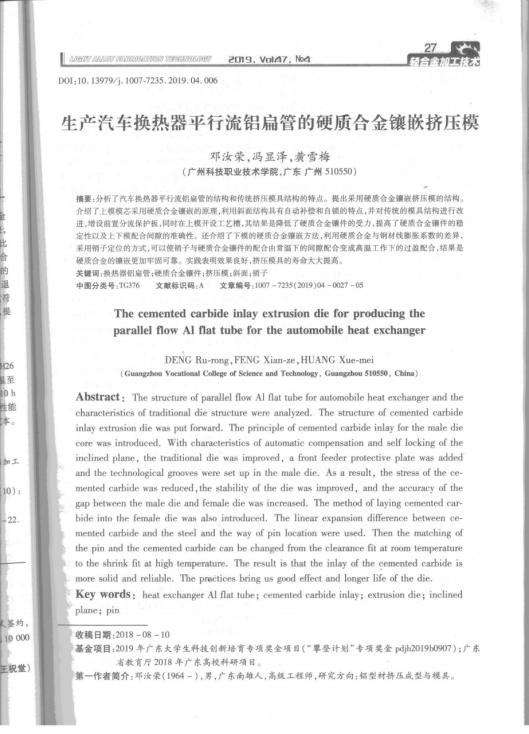 27
LIGHT ALLOY FABRICATION TECHNOLOGY 2019, Vol.47, No4
轻合金加工技术
DOI:10.13979/j.1007-7235.2019.04.006
生产汽车换热器平行流铝扁管的硬质合金镶嵌挤压模
邓汝荣,冯显泽,黄雪梅
(广州科技职业技术学院,广东 广州 510550)
摘要:分析了汽车换热器平行流铝扁管的结构和传统挤压模具结构的特点。提出采用硬质合金镶嵌挤压模的结构。
介绍了上模模芯采用硬质合金镶嵌的原理,利用斜面结构具有自动补偿和自锁的特点,并对传统的模具结构进行改
进,增设前置分流保护板,同时在上模开设工艺槽,其结果是降低了硬质合金镶件的受力,提高了硬质合金镶件的稳
定性以及上下模配合间隙的准确性。还介绍了下模的硬质合金镶嵌方法,利用硬质合金与钢材线膨胀系数的差异,
采用销子定位的方式,可以使销子与硬质合金镶件的配合由常温下的间隙配合变成高温工作下的过盈配合,结果是
硬质合金的镶嵌更加牢固可靠。实践表明效果良好,挤压模具的寿命大大提高。
关键词:换热器铝扁管;硬质合金镶件;挤压模;斜面;销子
中图分类号:TG376 文献标识码:A 文章编号:1007-7235(2019)04-0027-05
The cemented carbide inlay extrusion die for producing the
parallel flow Al flat tube for the automobile heat exchanger
DENG Ru-rong, FENG Xian-ze, HUANG Xue-mei
(Guangzhou Vocational College of Science and Technology, Guangzhou 510550, China)
Abstract: The structure of parallel flow Al flat tube for automobile heat exchanger and the
characteristics of traditional die structure were analyzed. The structure of cemented carbide
inlay extrusion die was put forward. The principle of cemented carbide inlay for the male die
core was introduced. With characteristics of automatic compensation and self locking of the
inclined plane, the traditional die was improved, a front feeder protective plate was added
and the technological grooves were set up in the male die. As a result, the stress of the ce-
mented carbide was reduced, the stability of the die was improved, and the accuracy of the
gap between the male die and female die was increased. The method of laying cemented car-
bide into the female die was also introduced. The linear expansion difference between ce-
mented carbide and the steel and the way of pin location were used. Then the matching of
the pin and the cemented carbide can be changed from the clearance fit at room temperature
to the shrink fit at high temperature. The result is that the inlay of the cemented carbide is
more solid and reliable. The practices bring us good effect and longer life of the die.
Key words: heat exchanger Al flat tube; cemented carbide inlay; extrusion die; inclined
plane; pin
收稿日期:2018-08-10
基金项目:2019年广东大学生科技创新培育专项奖金项目("攀登计划"专项奖金 pdjh2019b0907);广东
省教育厅2018年广东高校科研项目。
第一作者简介:邓汝荣(1964-),男,广东南雄人,高级工程师,研究方向:铝型材挤压成型与模具。